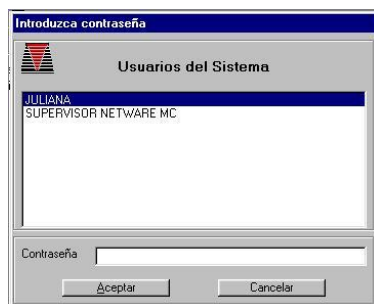 Introduzca contraseña
Usuarios del Sistema
JULIANA
SUPERVISOR NETWARE MC
Contraseña
Aceptar
Cancelar